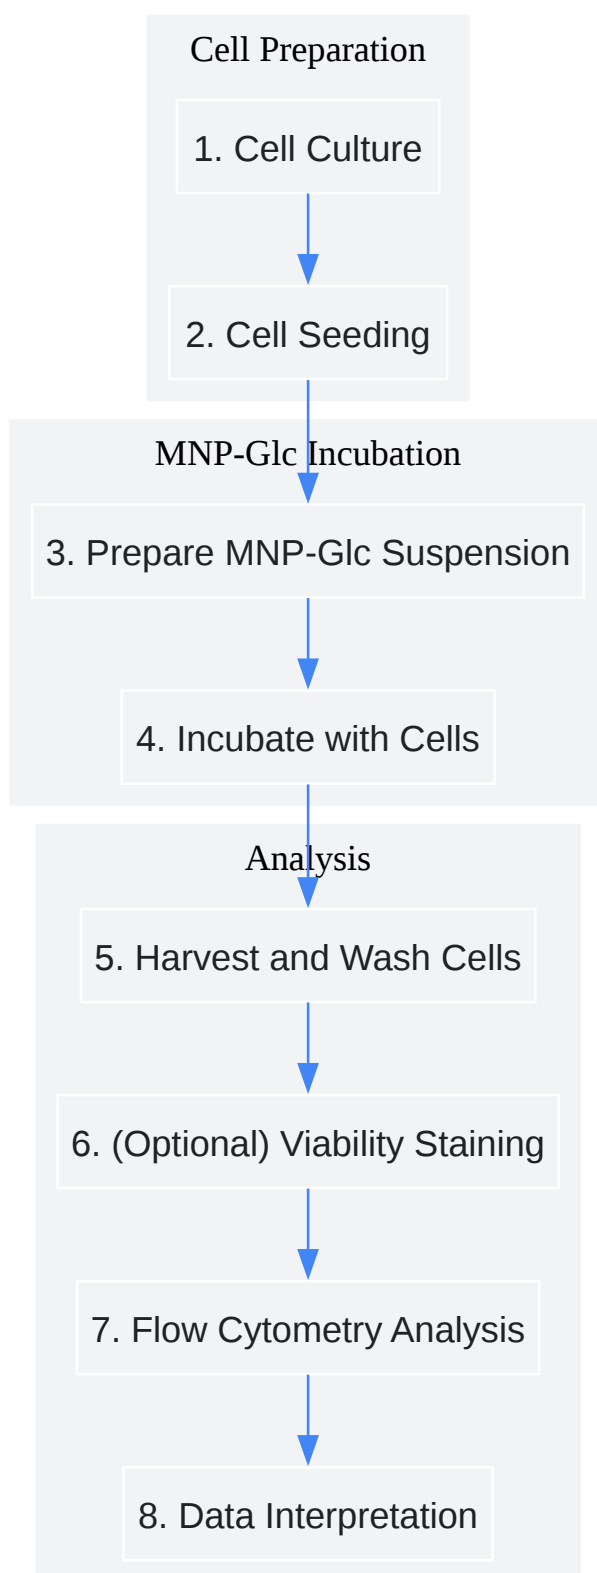 Cell Preparation
1. Cell Culture
2. Cell Seeding
MNP-Glc Incubation
3. Prepare MNP-Glc Suspension
4. Incubate with Cells
Analysis
5. Harvest and Wash Cells
6. (Optional) Viability Staining
7. Flow Cytometry Analysis
8. Data Interpretation